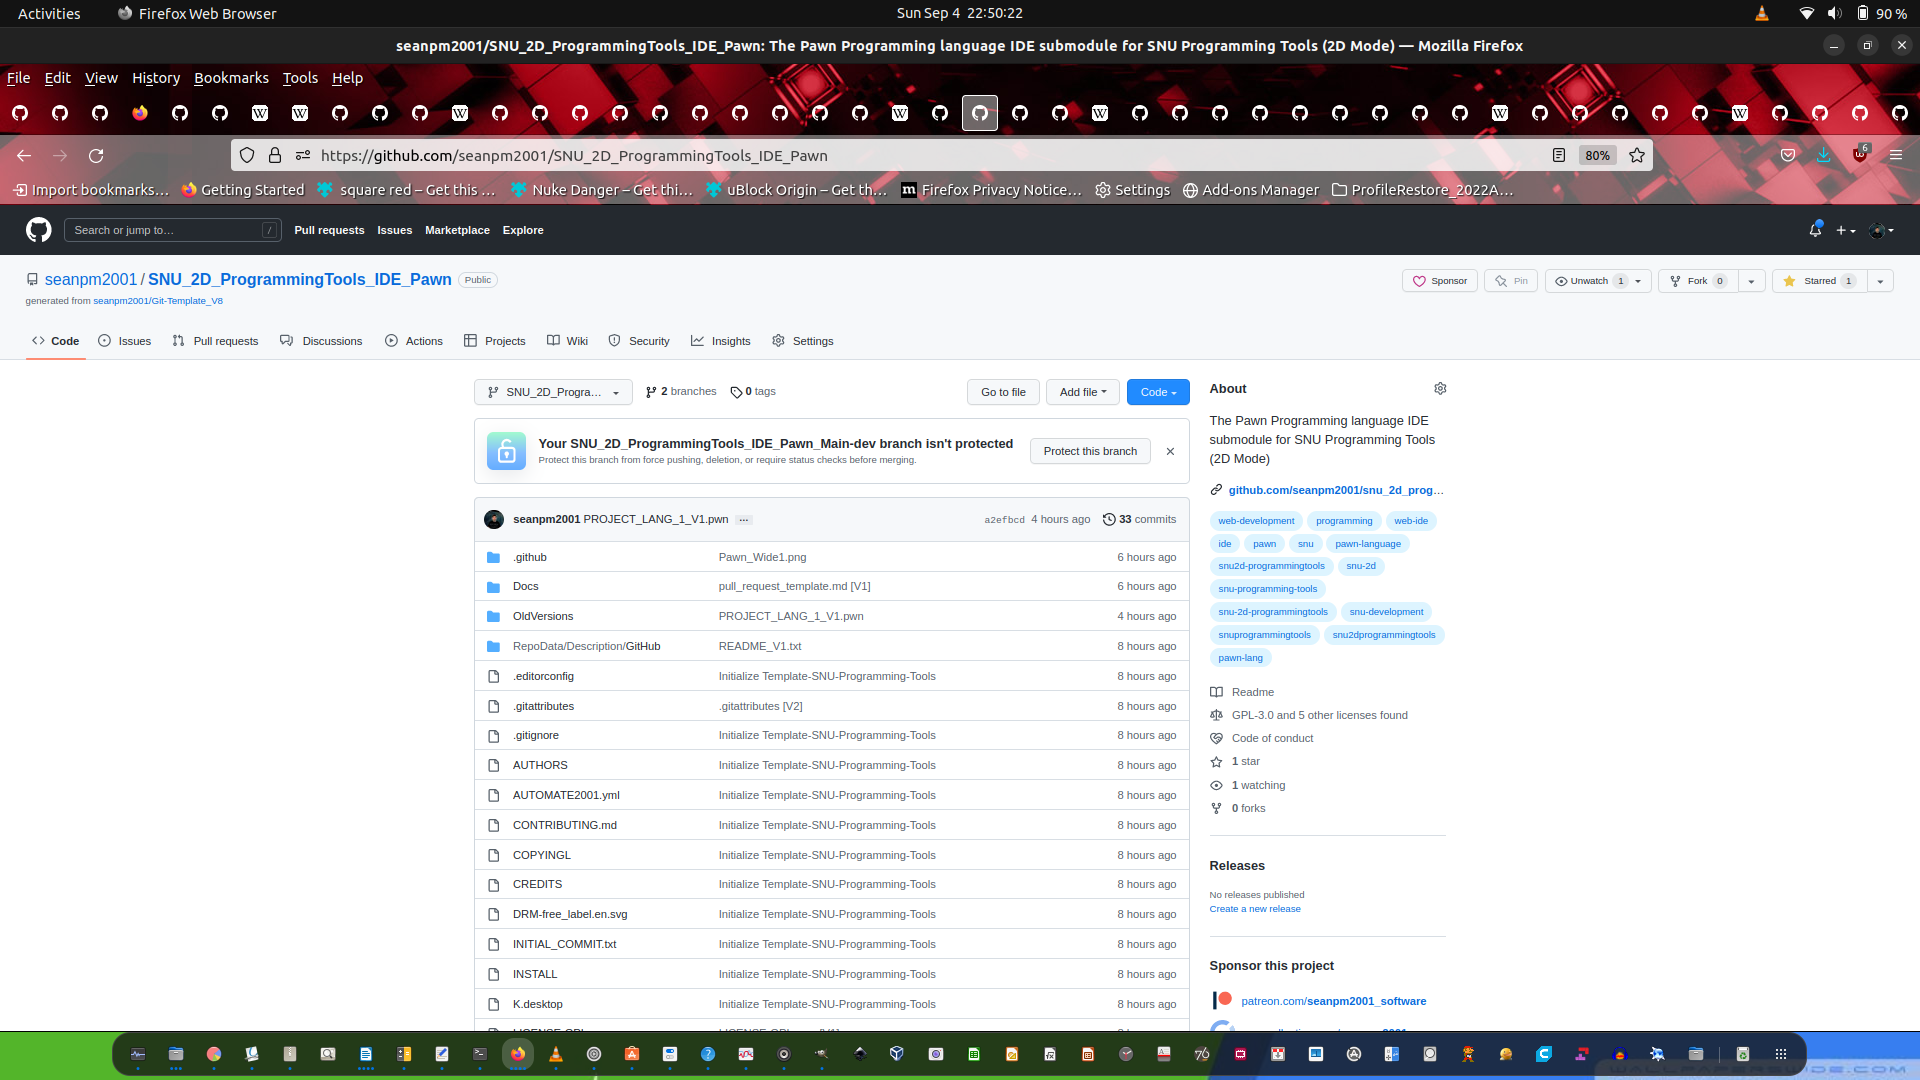 Activities
Firefox Web Browser
Sun Sep 4  22:50:22
90 %
seanpm2001/SNU_2D_ProgrammingTools_IDE_Pawn: The Pawn Programming language IDE submodule for SNU Programming Tools (2D Mode) — Mozilla Firefox
File Edit View History Bookmarks Tools Help
https://github.com/seanpm2001/SNU_2D_ProgrammingTools_IDE_Pawn
80%
6
Import bookmarks… Getting Started square red – Get this … Nuke Danger – Get thi… uBlock Origin – Get th… Firefox Privacy Notice… Settings Add-ons Manager ProfileRestore_2022A…
Search or jump to… /
Pull requests Issues Marketplace Explore
seanpm2001 / SNU_2D_ProgrammingTools_IDE_Pawn Public
generated from seanpm2001/Git-Template_V8
Sponsor Pin Unwatch 1 Fork 0 Starred 1
Code Issues Pull requests Discussions Actions Projects Wiki Security Insights Settings
SNU_2D_Progra… 2 branches 0 tags
Go to file Add file Code
Your SNU_2D_ProgrammingTools_IDE_Pawn_Main-dev branch isn't protected
Protect this branch from force pushing, deletion, or require status checks before merging.
Protect this branch
seanpm2001 PROJECT_LANG_1_V1.pwn … a2efbcd 4 hours ago 33 commits
.github Pawn_Wide1.png 6 hours ago
Docs pull_request_template.md [V1] 6 hours ago
OldVersions PROJECT_LANG_1_V1.pwn 4 hours ago
RepoData/Description/GitHub README_V1.txt 8 hours ago
.editorconfig Initialize Template-SNU-Programming-Tools 8 hours ago
.gitattributes .gitattributes [V2] 8 hours ago
.gitignore Initialize Template-SNU-Programming-Tools 8 hours ago
AUTHORS Initialize Template-SNU-Programming-Tools 8 hours ago
AUTOMATE2001.yml Initialize Template-SNU-Programming-Tools 8 hours ago
CONTRIBUTING.md Initialize Template-SNU-Programming-Tools 8 hours ago
COPYINGL Initialize Template-SNU-Programming-Tools 8 hours ago
CREDITS Initialize Template-SNU-Programming-Tools 8 hours ago
DRM-free_label.en.svg Initialize Template-SNU-Programming-Tools 8 hours ago
INITIAL_COMMIT.txt Initialize Template-SNU-Programming-Tools 8 hours ago
INSTALL Initialize Template-SNU-Programming-Tools 8 hours ago
K.desktop Initialize Template-SNU-Programming-Tools 8 hours ago
About
The Pawn Programming language IDE
submodule for SNU Programming Tools
(2D Mode)
github.com/seanpm2001/snu_2d_prog…
web-development programming web-ide
ide pawn snu pawn-language
snu2d-programmingtools snu-2d
snu-programming-tools
snu-2d-programmingtools snu-development
snuprogrammingtools snu2dprogrammingtools
pawn-lang
Readme
GPL-3.0 and 5 other licenses found
Code of conduct
1 star
1 watching
0 forks
Releases
No releases published
Create a new release
Sponsor this project
patreon.com/seanpm2001_software
76